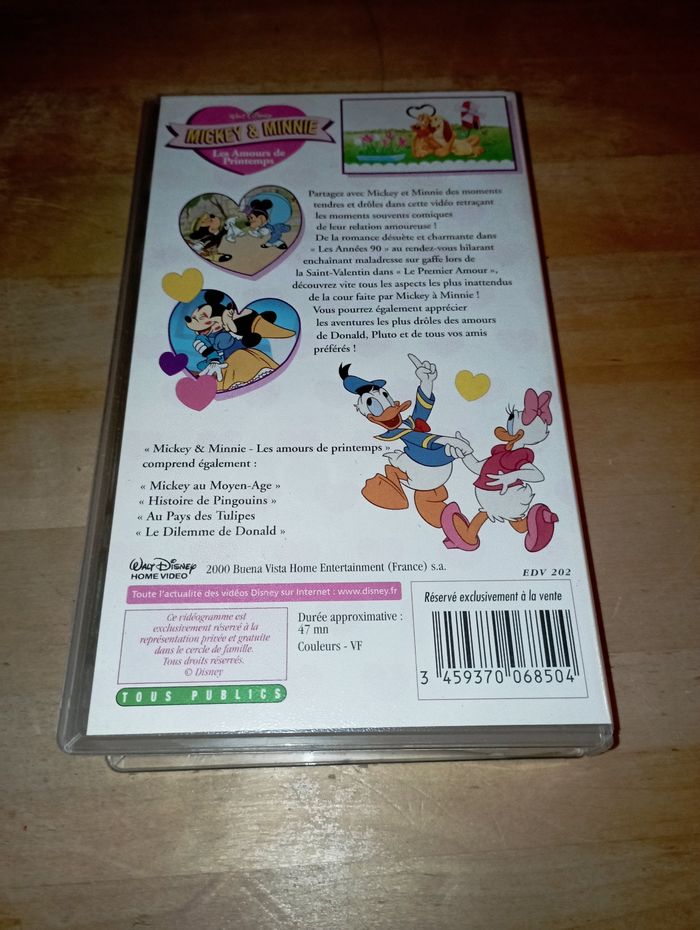 Walt Disney
MICKEY & MINNIE
Les Amours de
Printemps
Partagez avec Mickey et Minnie des moments
tendres et drôles dans cette vidéo retraçant
les moments souvents comiques
de leur relation amoureuse !
De la romance désuète et charmante dans
« Les Années 90 » au rendez-vous hilarant
enchaînant maladresse sur gaffe lors de
la Saint-Valentin dans « Le Premier Amour »,
découvrez vite tous les aspects les plus inattendus
de la cour faite par Mickey à Minnie !
Vous pourrez également apprécier
les aventures les plus drôles des amours
de Donald, Pluto et de tous vos amis
préférés !
« Mickey & Minnie - Les amours de printemps »
comprend également :
« Mickey au Moyen-Age »
« Histoire de Pingouins »
« Au Pays des Tulipes
« Le Dilemme de Donald »
WALT DISNEY
HOME VIDEO
2000 Buena Vista Home Entertainment (France) s.a.
EDV 202
Toute l'actualité des vidéos Disney sur Internet : www.disney.fr
Ce vidéogramme est
exclusivement réservé à la
représentation privée et gratuite
dans le cercle de famille.
Tous droits réservés.
© Disney
TOUS PUBLICS
Durée approximative :
47 mn
Couleurs - VF
Réservé exclusivement à la vente
3 459370 068504